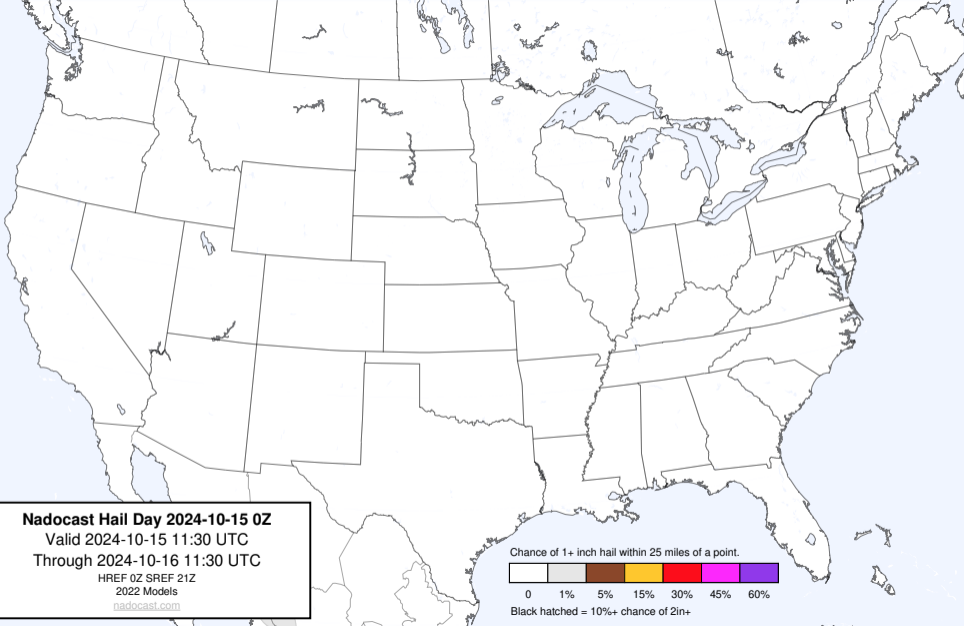 Nadocast Hail Day 2024-10-15 0Z
Valid 2024-10-15 11:30 UTC
Through 2024-10-16 11:30 UTC
HREF 0Z SREF 21Z
2022 Models
nadocast.com
Chance of 1+ inch hail within 25 miles of a point.
0 1% 5% 15% 30% 45% 60%
Black hatched = 10%+ chance of 2in+